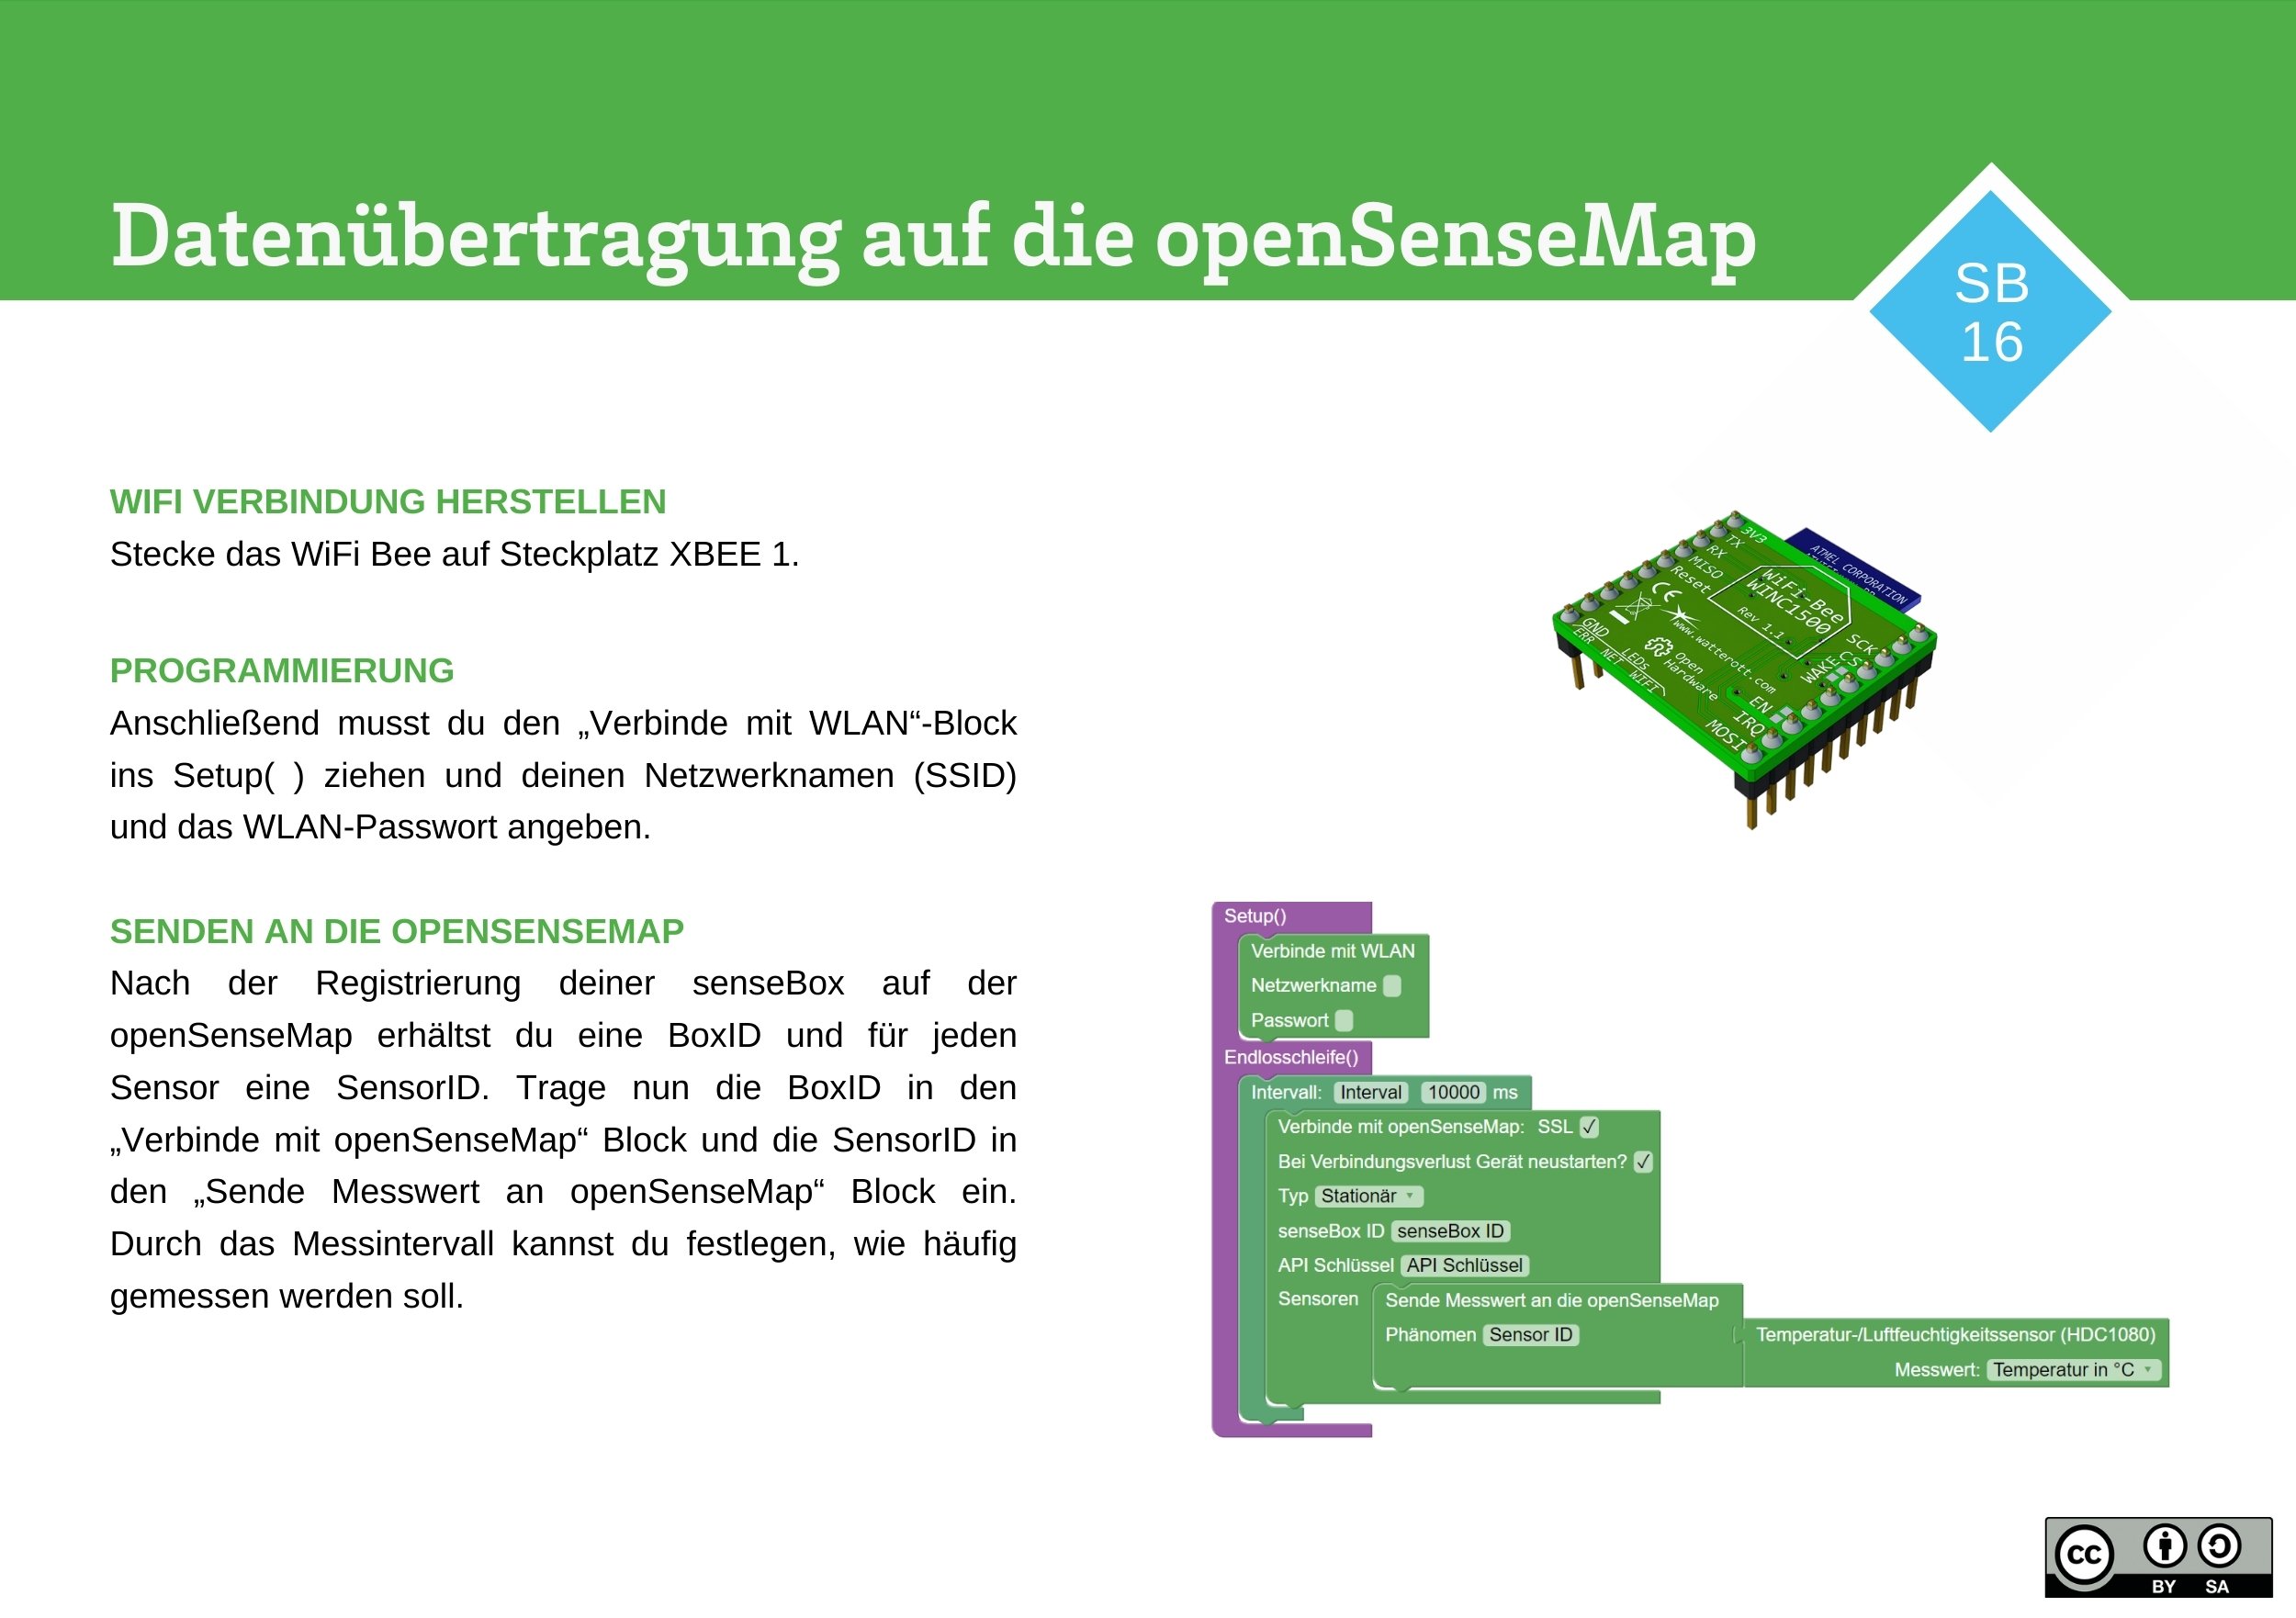 Datenübertragung auf die openSenseMap
SB
16
WIFI VERBINDUNG HERSTELLEN
Stecke das WiFi Bee auf Steckplatz XBEE 1.
PROGRAMMIERUNG
Anschließend musst du den „Verbinde mit WLAN“-Block
ins Setup( ) ziehen und deinen Netzwerknamen (SSID)
und das WLAN-Passwort angeben.
SENDEN AN DIE OPENSENSEMAP
Nach der Registrierung deiner senseBox auf der
openSenseMap erhältst du eine BoxID und für jeden
Sensor eine SensorID. Trage nun die BoxID in den
„Verbinde mit openSenseMap“ Block und die SensorID in
den „Sende Messwert an openSenseMap“ Block ein.
Durch das Messintervall kannst du festlegen, wie häufig
gemessen werden soll.
3V3
TX
RX
MISO
Reset
GND
ERR
NET
LEDs
WIFI
CE
ATMEL CORPORATION
WiFi-Bee
WINC1500
Rev 1.1
www.watterott.com
Open
Hardware
SCK
CS
WAKE
EN
IRQ
MOSI
Setup()
Verbinde mit WLAN
Netzwerkname
Passwort
Endlosschleife()
Intervall: Interval 10000 ms
Verbinde mit openSenseMap: SSL ✓
Bei Verbindungsverlust Gerät neustarten? ✓
Typ Stationär
senseBox ID senseBox ID
API Schlüssel API Schlüssel
Sensoren
Sende Messwert an die openSenseMap
Phänomen Sensor ID
Temperatur-/Luftfeuchtigkeitssensor (HDC1080)
Messwert: Temperatur in °C
cc
BY SA